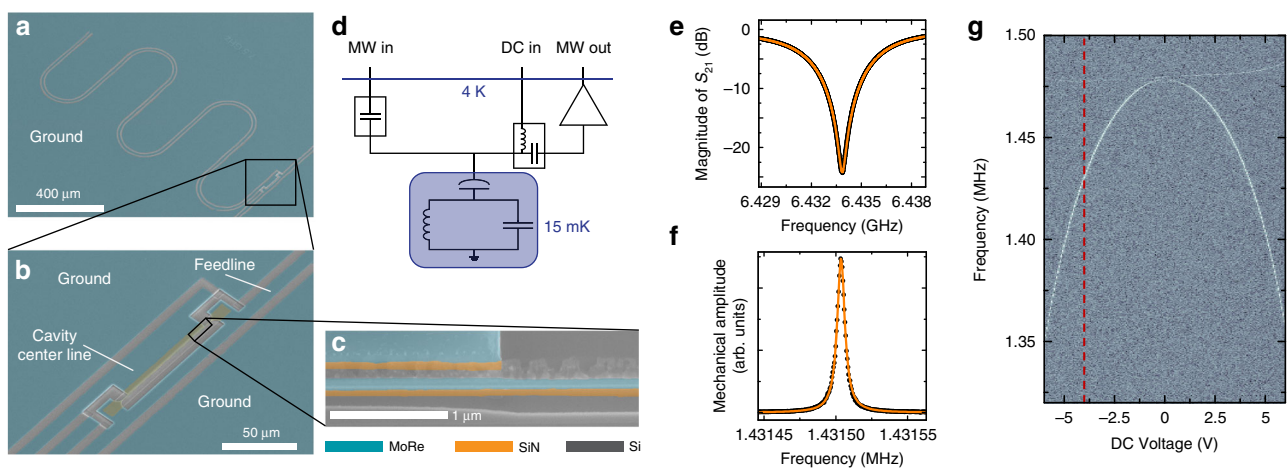 a
Ground
400 μm
b
Ground
Feedline
Cavity
center line
Ground
50 μm
c
1 μm
MoRe
SiN
Si
d
MW in
DC in
MW out
4 K
15 mK
e
Magnitude of S21 (dB)
0
−10
−20
6.429
6.432
6.435
6.438
Frequency (GHz)
f
Mechanical amplitude
(arb. units)
1.43145
1.43150
1.43155
Frequency (MHz)
g
Frequency (MHz)
1.50
1.45
1.40
1.35
−5
−2.5
0
2.5
5
DC Voltage (V)